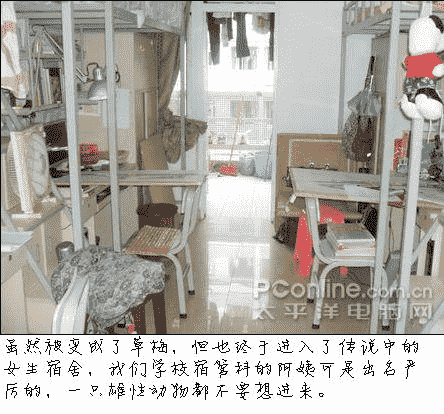 PConline.com.cn
太平洋电脑网
虽然被变成了草梅，但也终于进入了传说中的
女生宿舍，我们学校宿管科的阿姨可是出名严
厉的，一只雄性动物都不要想进来。